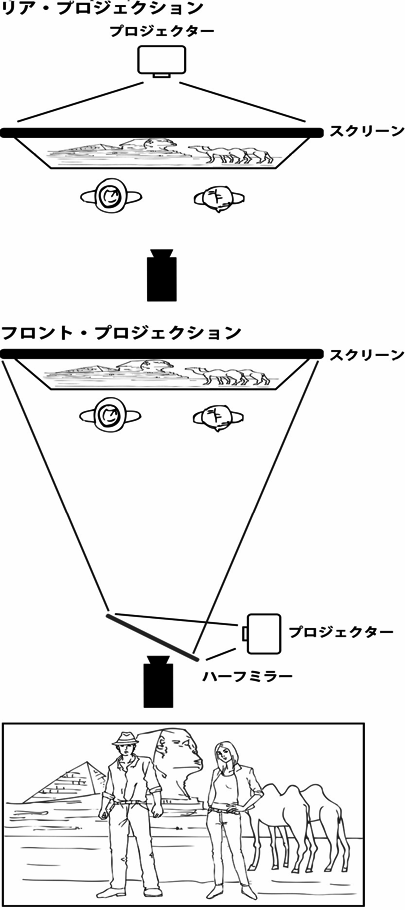 リア・プロジェクション
プロジェクター
スクリーン
フロント・プロジェクション
スクリーン
プロジェクター
ハーフミラー